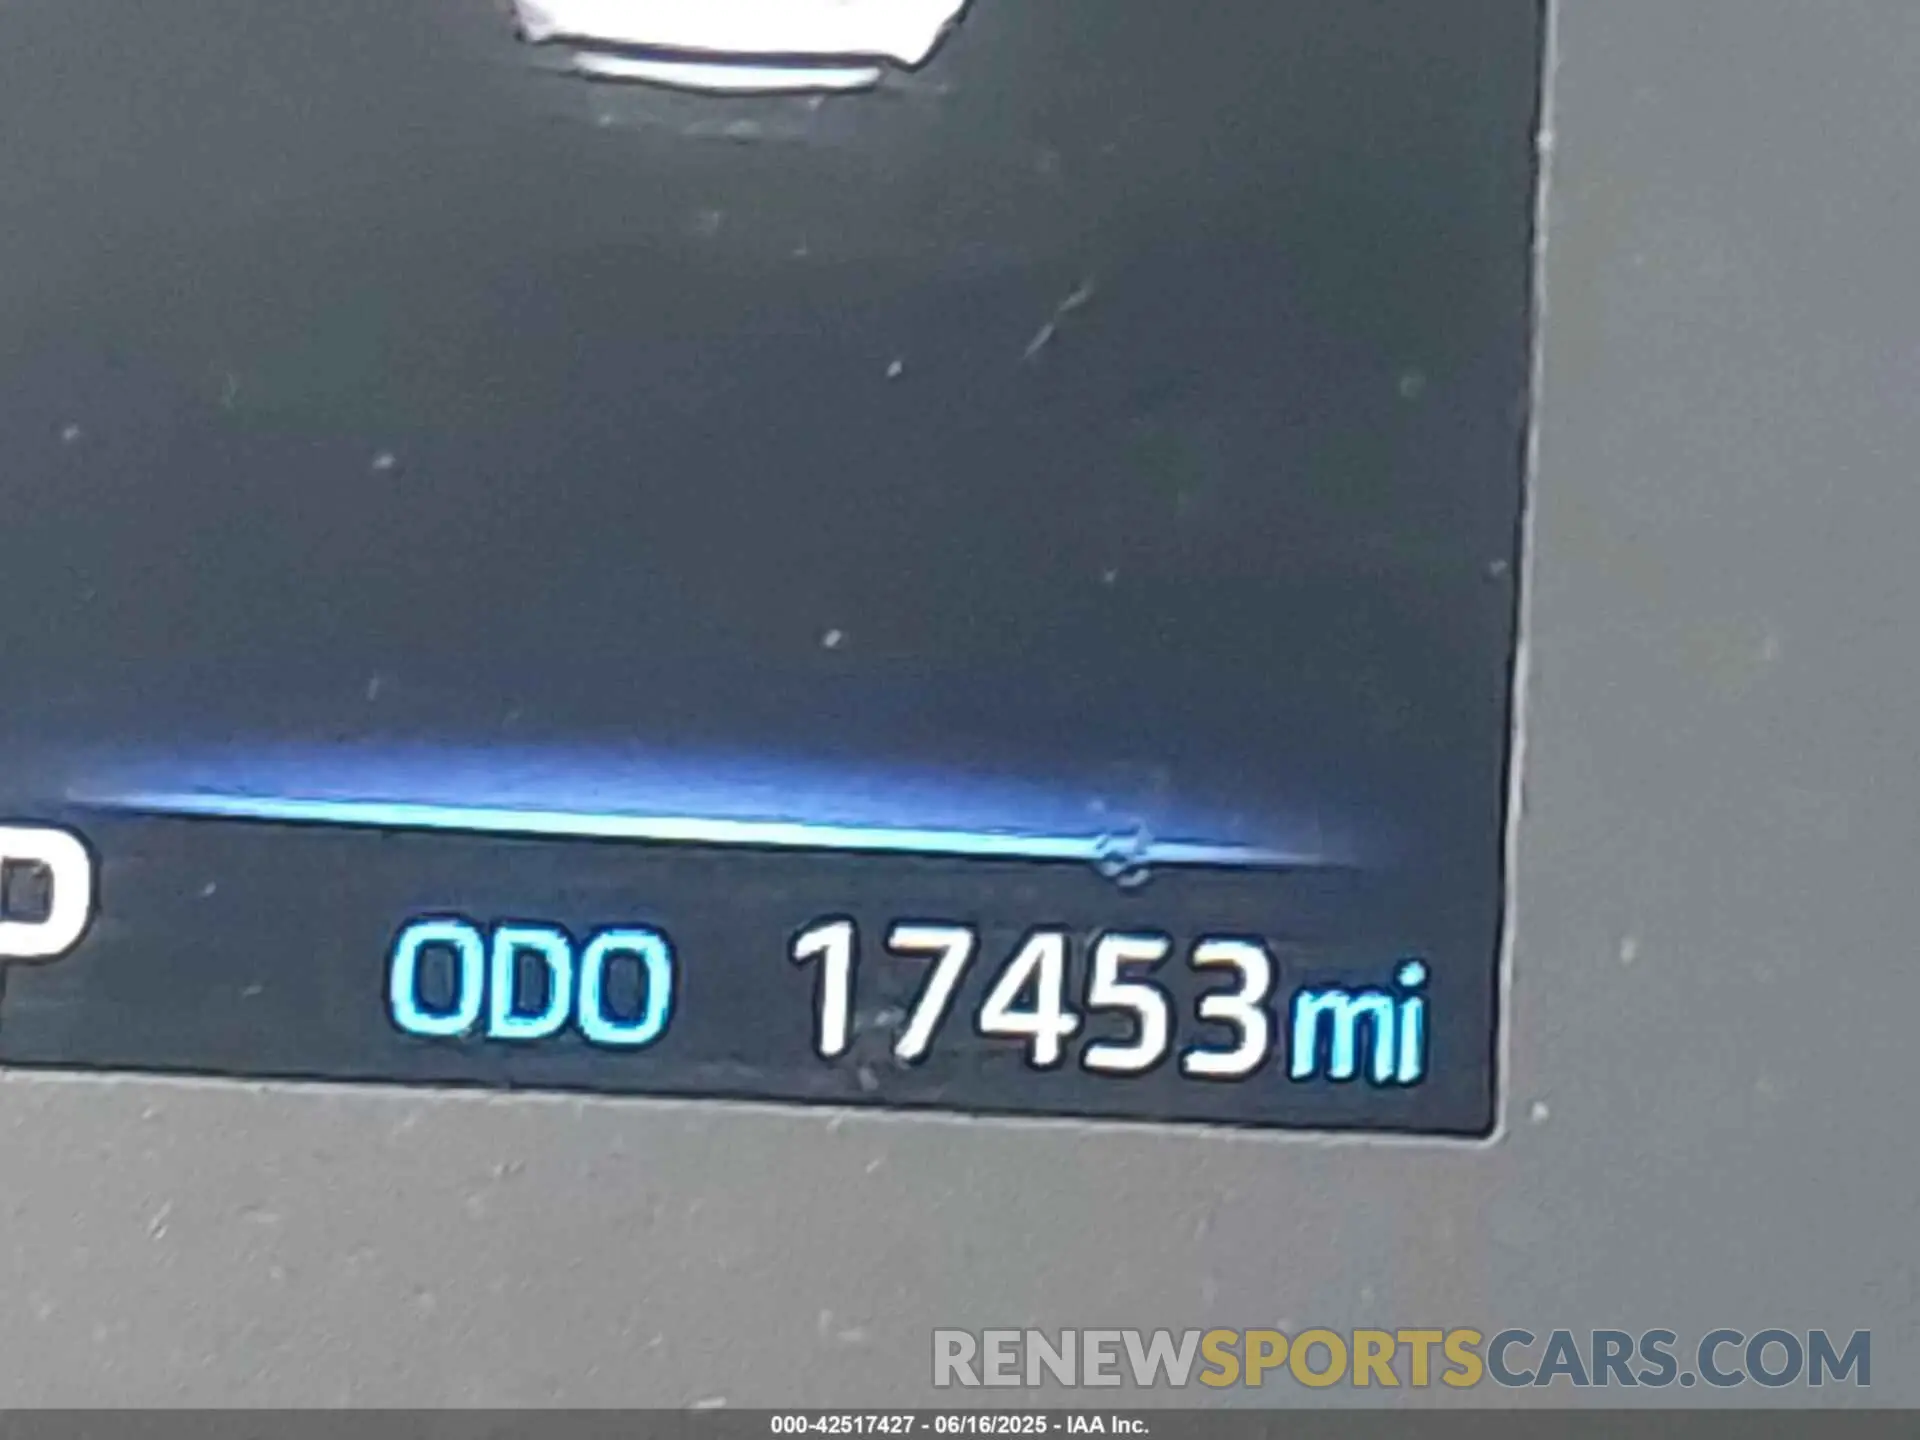 P
ODO 17453mi
RENEWSPORTSCARS.COM
000-42517427 - 06/16/2025 - IAA Inc.